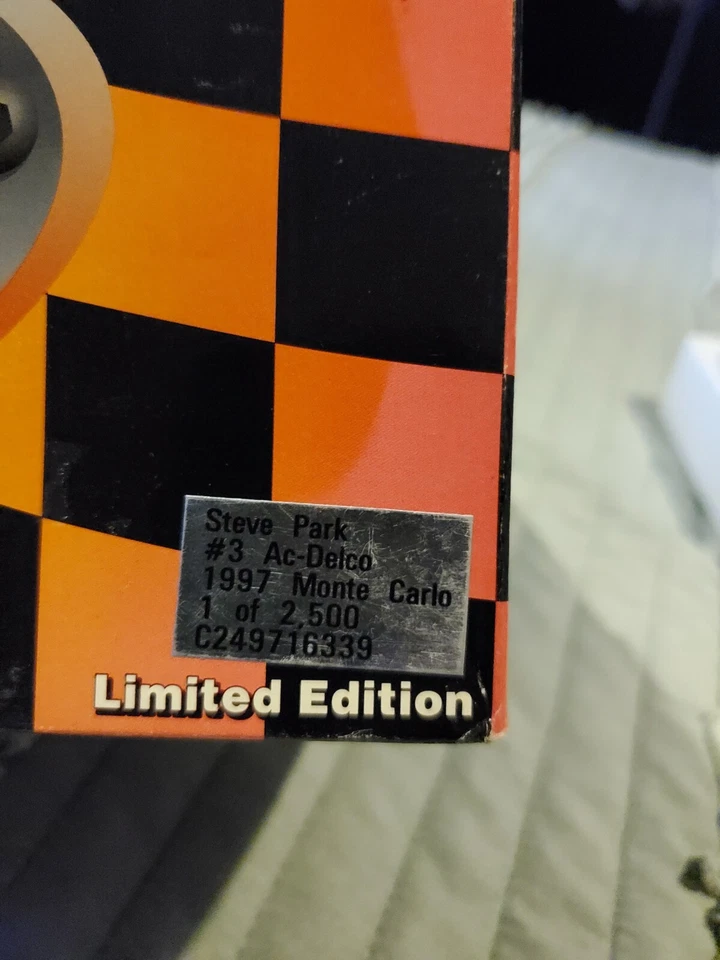 Steve Park
#3 Ac-Delco
1997 Monte Carlo
1 of 2,500
C249716339
Limited Edition